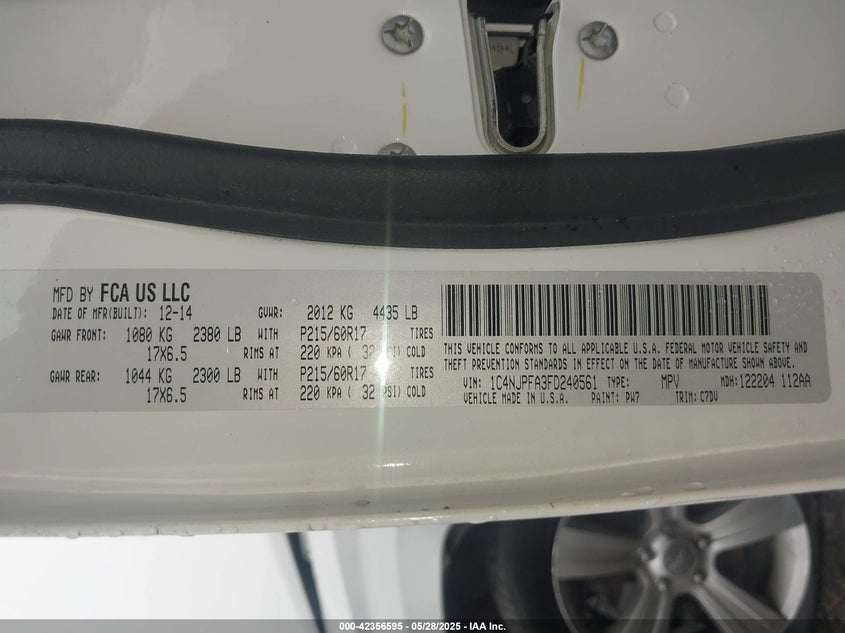 MFD BY FCA US LLC
DATE OF MFR(BUILT): 12-14 GVWR: 2012 KG 4435 LB
GAWR FRONT: 1080 KG 2380 LB WITH P215/60R17 TIRES
17X6.5 RIMS AT 220 KPA ( 32 PSI) COLD
GAWR REAR: 1044 KG 2300 LB WITH P215/60R17 TIRES
17X6.5 RIMS AT 220 KPA ( 32 PSI) COLD
THIS VEHICLE CONFORMS TO ALL APPLICABLE U.S.A. FEDERAL MOTOR VEHICLE SAFETY AND
THEFT PREVENTION STANDARDS IN EFFECT ON THE DATE OF MANUFACTURE SHOWN ABOVE.
VIN: 1C4NJPFA3FD240561 TYPE: MPV MDH: 122204 112AA
VEHICLE MADE IN U.S.A. PAINT: PW7 TRIM: C7DV
000-42356595 - 05/28/2025 - IAA Inc.